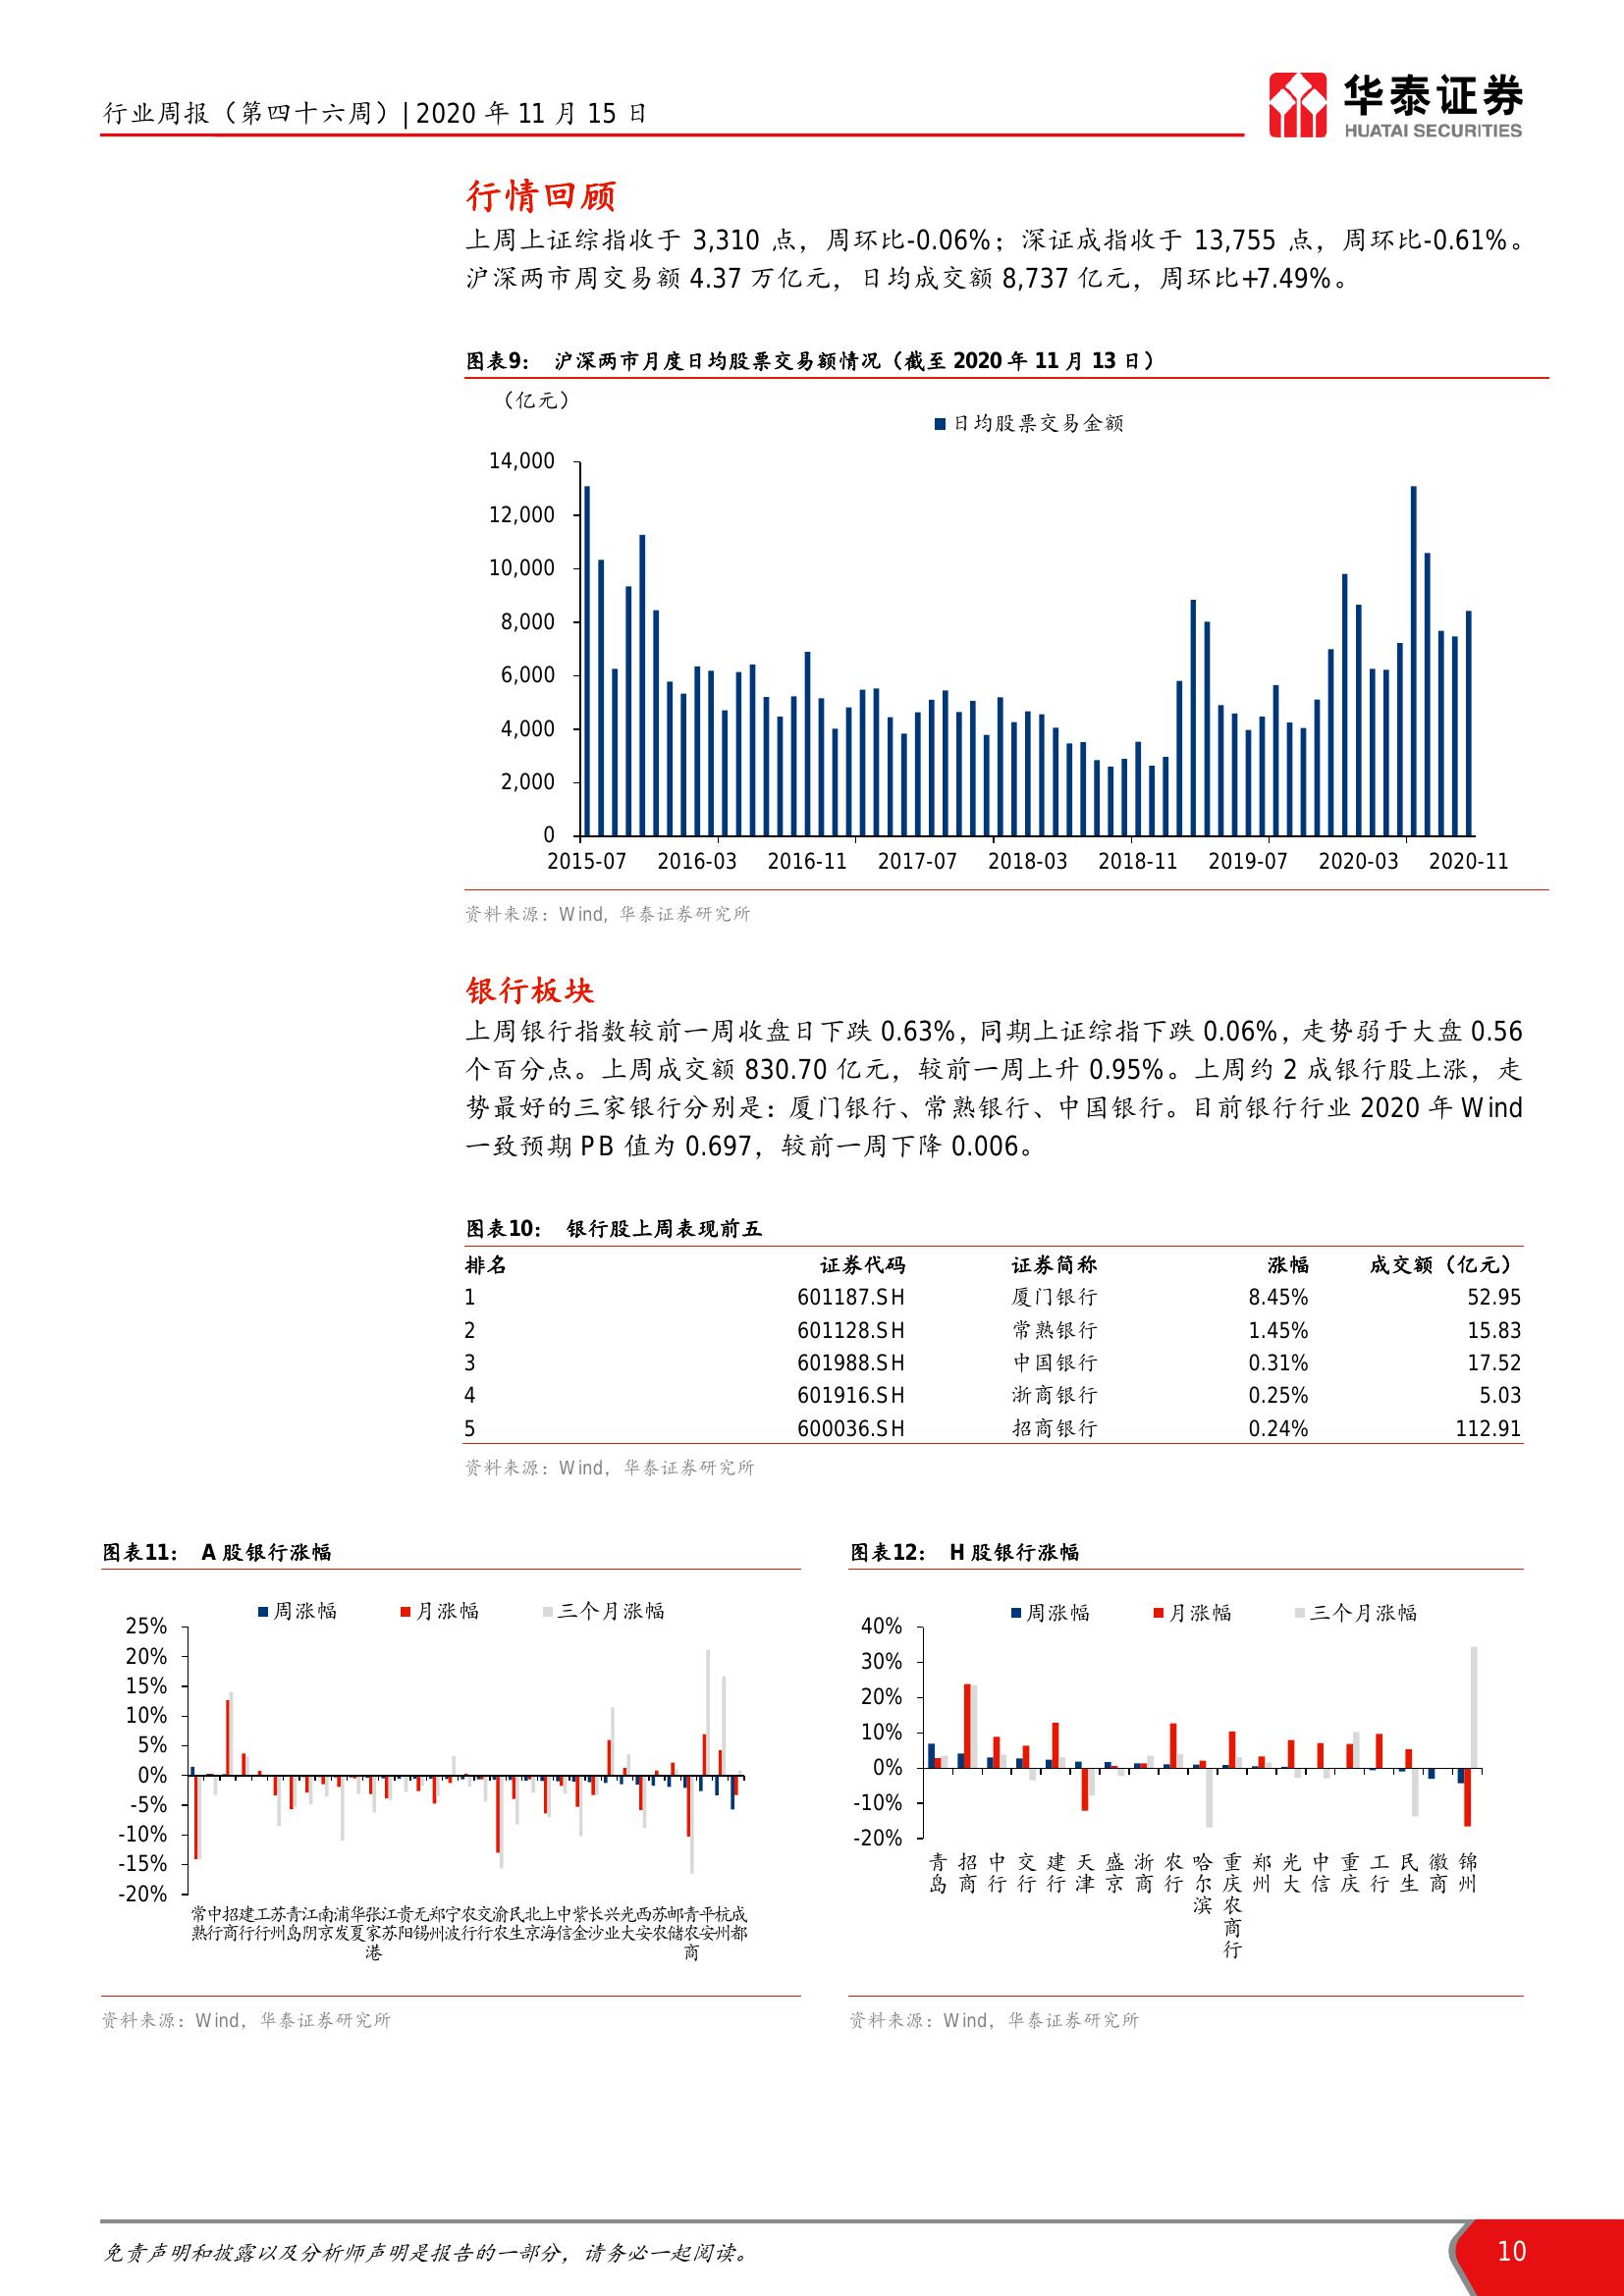 行业周报（第四十六周）| 2020 年 11 月 15 日
华泰证券
HUATAI SECURITIES
行情回顾
上周上证综指收于 3,310 点，周环比-0.06%；深证成指收于 13,755 点，周环比-0.61%。
沪深两市周交易额 4.37 万亿元，日均成交额 8,737 亿元，周环比+7.49%。
图表9： 沪深两市月度日均股票交易额情况（截至 2020 年 11 月 13 日）
（亿元）
日均股票交易金额
14,000
12,000
10,000
8,000
6,000
4,000
2,000
0
2015-07 2016-03 2016-11 2017-07 2018-03 2018-11 2019-07 2020-03 2020-11
资料来源：Wind, 华泰证券研究所
银行板块
上周银行指数较前一周收盘日下跌 0.63%，同期上证综指下跌 0.06%，走势弱于大盘 0.56
个百分点。上周成交额 830.70 亿元，较前一周上升 0.95%。上周约 2 成银行股上涨，走
势最好的三家银行分别是：厦门银行、常熟银行、中国银行。目前银行行业 2020 年 Wind
一致预期 PB 值为 0.697，较前一周下降 0.006。
图表10： 银行股上周表现前五
排名 证券代码 证券简称 涨幅 成交额（亿元）
1 601187.SH 厦门银行 8.45% 52.95
2 601128.SH 常熟银行 1.45% 15.83
3 601988.SH 中国银行 0.31% 17.52
4 601916.SH 浙商银行 0.25% 5.03
5 600036.SH 招商银行 0.24% 112.91
资料来源：Wind，华泰证券研究所
图表11： A 股银行涨幅
周涨幅 月涨幅 三个月涨幅
25%
20%
15%
10%
5%
0%
-5%
-10%
-15%
-20%
常熟 中行 招商 建行 工行 苏州 青岛 江阴 南京 浦发 华夏 张家港 江苏 贵阳 无锡 郑州 宁波 农行 交行 渝农 民生 北京 上海 中信 紫金 长沙 兴业 光大 西安 苏农 邮储 青农商 平安 杭州 成都
资料来源：Wind，华泰证券研究所
图表12： H 股银行涨幅
周涨幅 月涨幅 三个月涨幅
40%
30%
20%
10%
0%
-10%
-20%
青岛 招商 中行 交行 建行 天津 盛京 浙商 农行 哈尔滨 重庆农商行 郑州 光大 中信 重庆 工行 民生 徽商 锦州
资料来源：Wind，华泰证券研究所
免责声明和披露以及分析师声明是报告的一部分，请务必一起阅读。
10